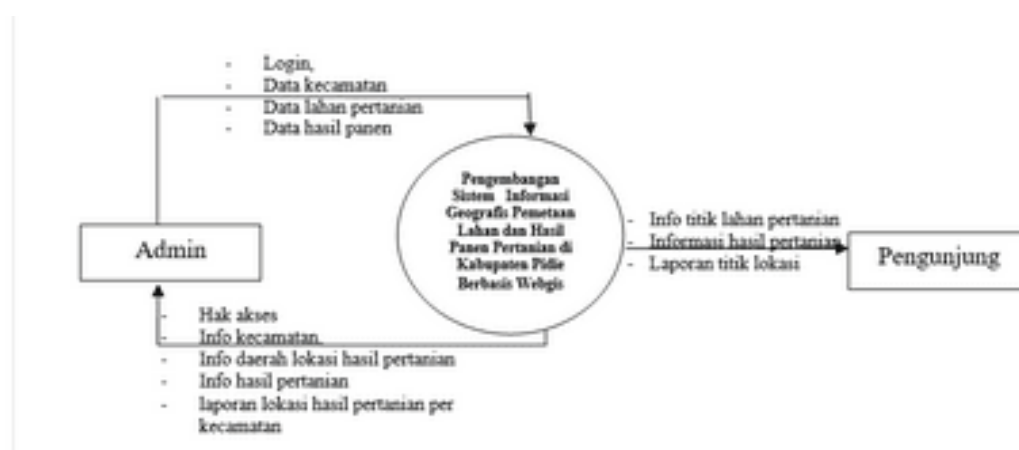 - Login,
- Data kecamatan
- Data lahan pertanian
- Data hasil panen
Pengembangan
Sistem Informasi
Geografis Pemetaan
Lahan dan Hasil
Panen Pertanian di
Kabupaten Pidie
Berbasis Webgis
- Info titik lahan pertanian
- Informasi hasil pertanian
- Laporan titik lokasi
Admin
Pengunjung
- Hak akses
- Info kecamatan,
- Info daerah lokasi hasil pertanian
- Info hasil pertanian
- laporan lokasi hasil pertanian per
kecamatan